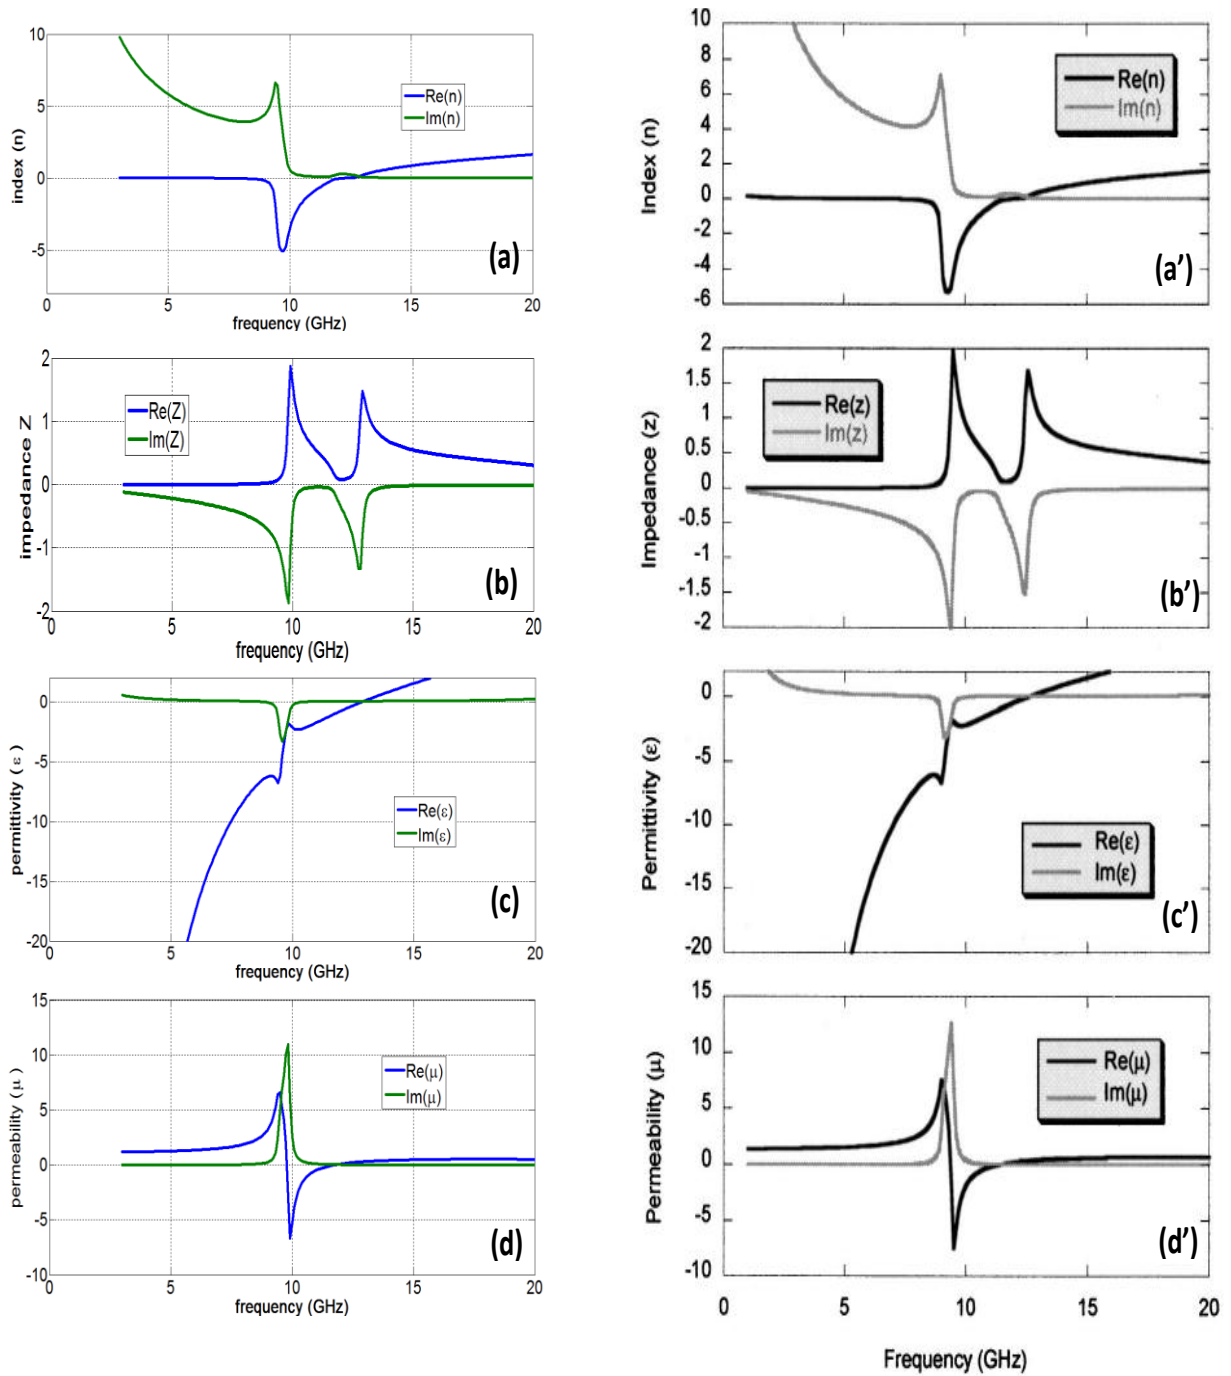 10
5
0
-5
index (n)
Re(n)
Im(n)
(a)
0
5
10
15
20
frequency (GHz)
10
8
6
4
2
0
-2
-4
-6
Index (n)
Re(n)
Im(n)
(a')
2
1
0
-1
-2
impedance Z
Re(Z)
Im(Z)
(b)
0
5
10
15
20
frequency (GHz)
2
1.5
1
0.5
0
-0.5
-1
-1.5
-2
Impedance (z)
Re(z)
Im(z)
(b')
0
-5
-10
-15
-20
permittivity (ε)
Re(ε)
Im(ε)
(c)
0
5
10
15
20
frequency (GHz)
0
-5
-10
-15
-20
Permittivity (ε)
Re(ε)
Im(ε)
(c')
15
10
5
0
-5
-10
permeability (μ)
Re(μ)
Im(μ)
(d)
0
5
10
15
20
frequency (GHz)
15
10
5
0
-5
-10
Permeability (μ)
Re(μ)
Im(μ)
(d')
0
5
10
15
20
Frequency (GHz)